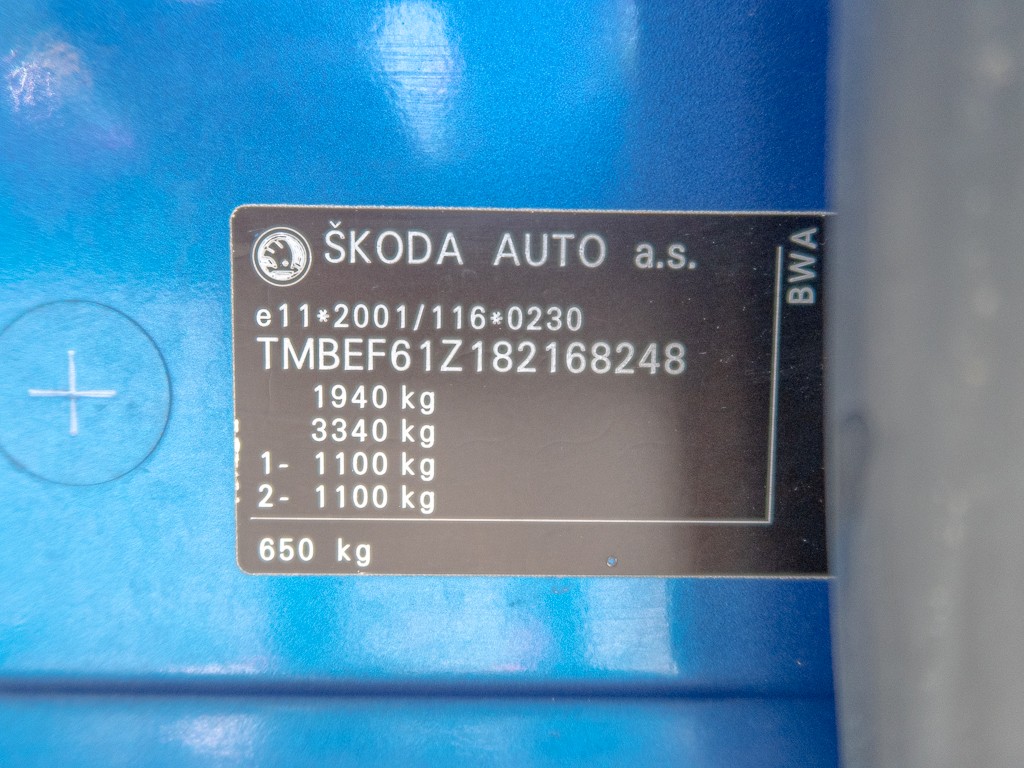 ŠKODA AUTO a.s.
e11*2001/116*0230
TMBEF61Z182168248
1940 kg
3340 kg
1- 1100 kg
2- 1100 kg
650 kg
BWA